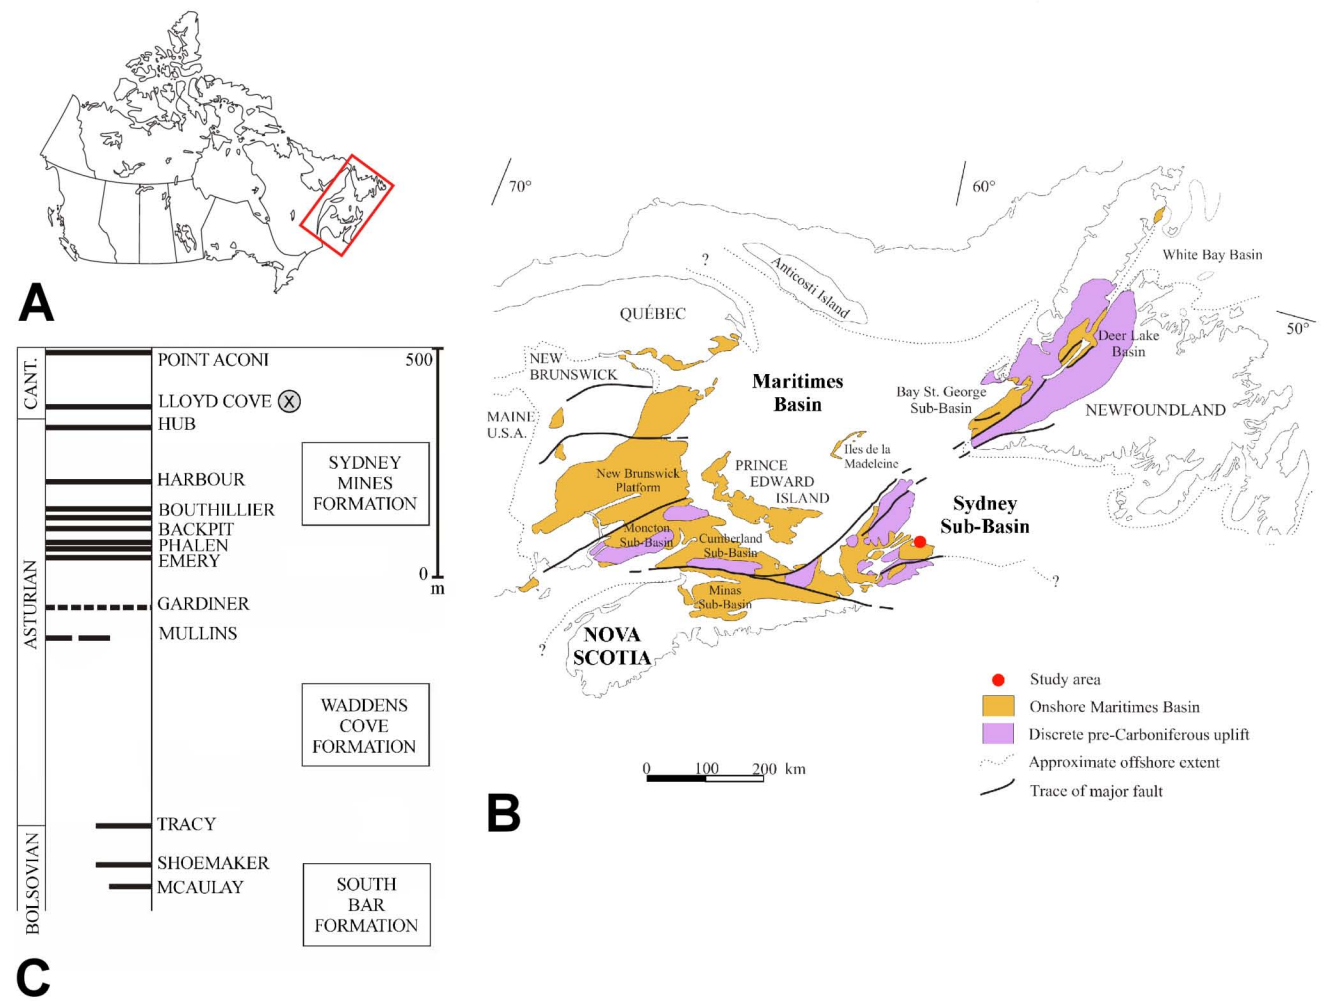 A
70°
60°
?
Anticosti Island
White Bay Basin
50°
QUÉBEC
NEW
BRUNSWICK
Deer Lake
Basin
Maritimes
Basin
Bay St. George
Sub-Basin
NEWFOUNDLAND
MAINE
U.S.A.
Iles de la
Madeleine
PRINCE
EDWARD
ISLAND
New Brunswick
Platform
Sydney
Sub-Basin
Moncton
Sub-Basin
Cumberland
Sub-Basin
?
Minas
Sub-Basin
?
NOVA
SCOTIA
Study area
Onshore Maritimes Basin
Discrete pre-Carboniferous uplift
Approximate offshore extent
Trace of major fault
0 100 200 km
B
CANT.
ASTURIAN
BOLSOVIAN
POINT ACONI
LLOYD COVE X
HUB
HARBOUR
BOUTHILLIER
BACKPIT
PHALEN
EMERY
GARDINER
MULLINS
TRACY
SHOEMAKER
MCAULAY
500
0
m
SYDNEY
MINES
FORMATION
WADDENS
COVE
FORMATION
SOUTH
BAR
FORMATION
C